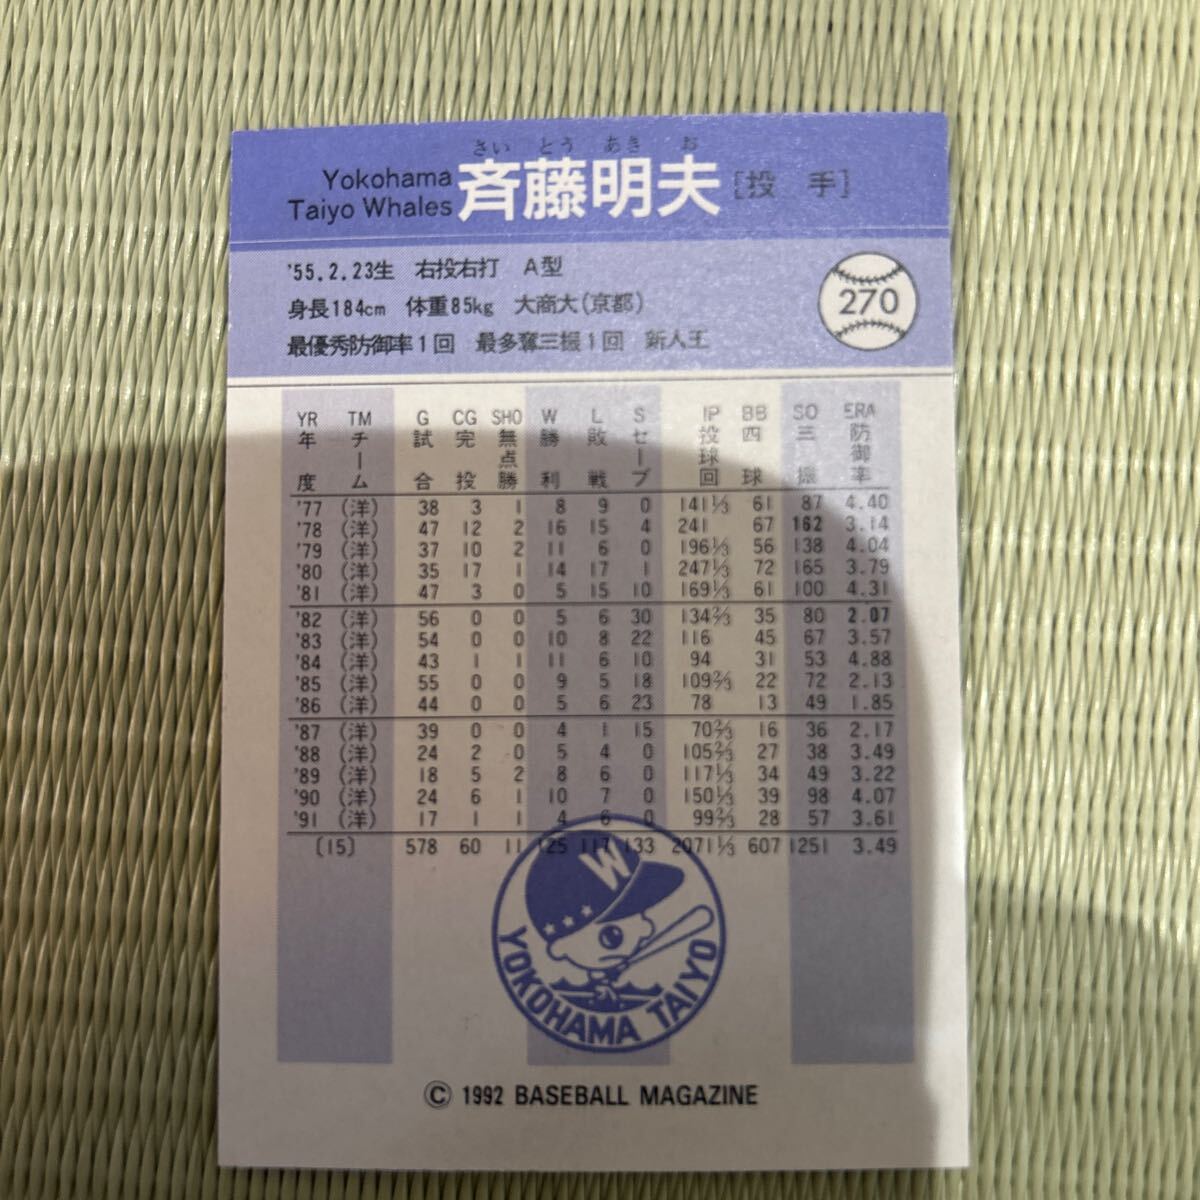 さい とう あき お
Yokohama
Taiyo Whales
斉藤明夫 [投 手]
'55.2.23生 右投右打 A型
身長184cm 体重85kg 大商大(京都)
最優秀防御率1回 最多奪三振1回 新人王
270
YR TM G CG SHO W L S IP BB SO ERA
年度 チーム 試合 完投 無点勝 勝利 敗戦 セーブ 投球回 四球 三振 防御率
'77 (洋) 38 3 1 8 9 0 141⅓ 61 87 4.40
'78 (洋) 47 12 2 16 15 4 241 67 162 3.14
'79 (洋) 37 10 2 11 6 0 196⅓ 56 138 4.04
'80 (洋) 35 17 1 14 17 1 247⅓ 72 165 3.79
'81 (洋) 47 3 0 5 15 10 169⅓ 61 100 4.31
'82 (洋) 56 0 0 5 6 30 134⅔ 35 80 2.07
'83 (洋) 54 0 0 10 8 22 116 45 67 3.57
'84 (洋) 43 1 1 11 6 10 94 31 53 4.88
'85 (洋) 55 0 0 9 5 18 109⅔ 22 72 2.13
'86 (洋) 44 0 0 5 6 23 78 13 49 1.85
'87 (洋) 39 0 0 4 1 15 70⅔ 16 36 2.17
'88 (洋) 24 2 0 5 4 0 105⅔ 27 38 3.49
'89 (洋) 18 5 2 8 6 0 117⅓ 34 49 3.22
'90 (洋) 24 6 1 10 7 0 150⅓ 39 98 4.07
'91 (洋) 17 1 1 4 6 0 99⅔ 28 57 3.61
(15) 578 60 11 125 117 133 2071⅓ 607 1251 3.49
W
YOKOHAMA TAIYO
© 1992 BASEBALL MAGAZINE